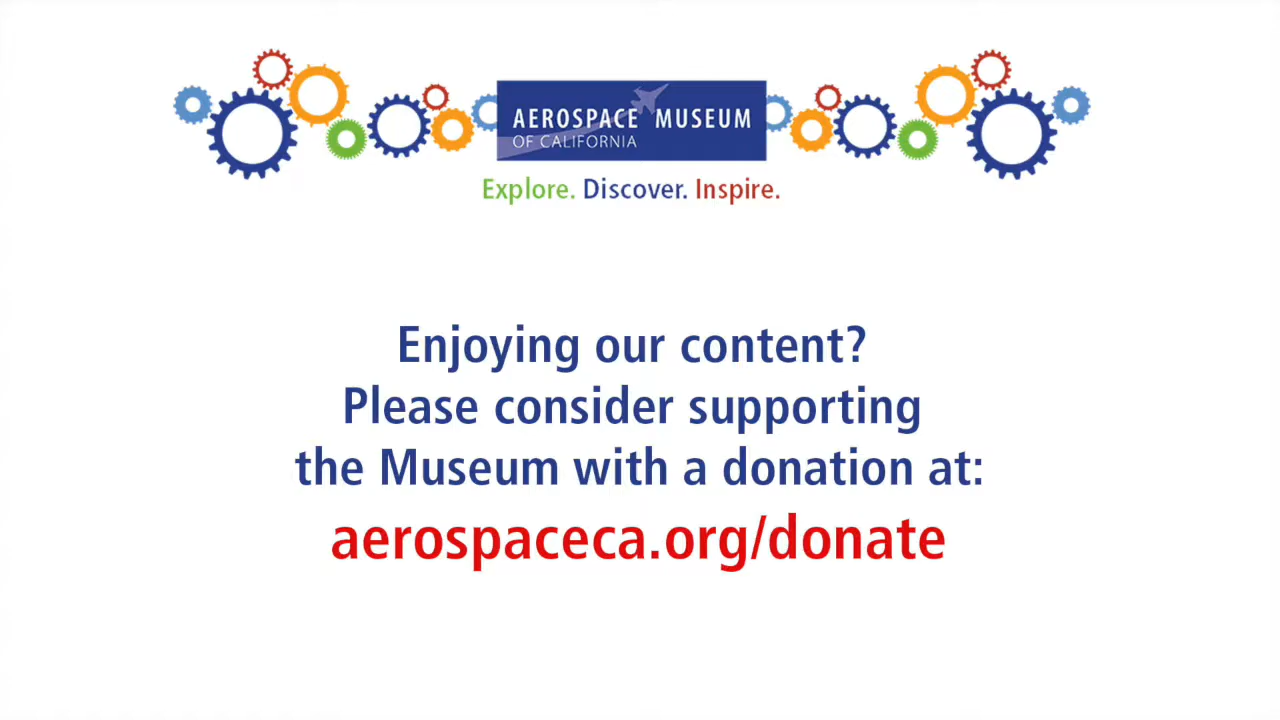 AEROSPACE MUSEUM
OF CALIFORNIA
Explore. Discover. Inspire.
Enjoying our content?
Please consider supporting
the Museum with a donation at:
aerospaceca.org/donate